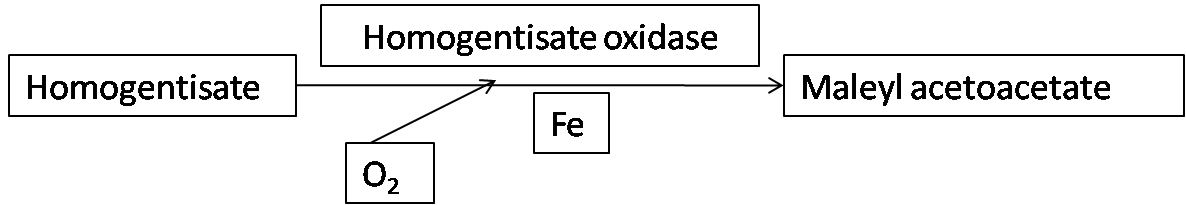 Homogentisate oxidase
Homogentisate
Maleyl acetoacetate
Fe
O₂